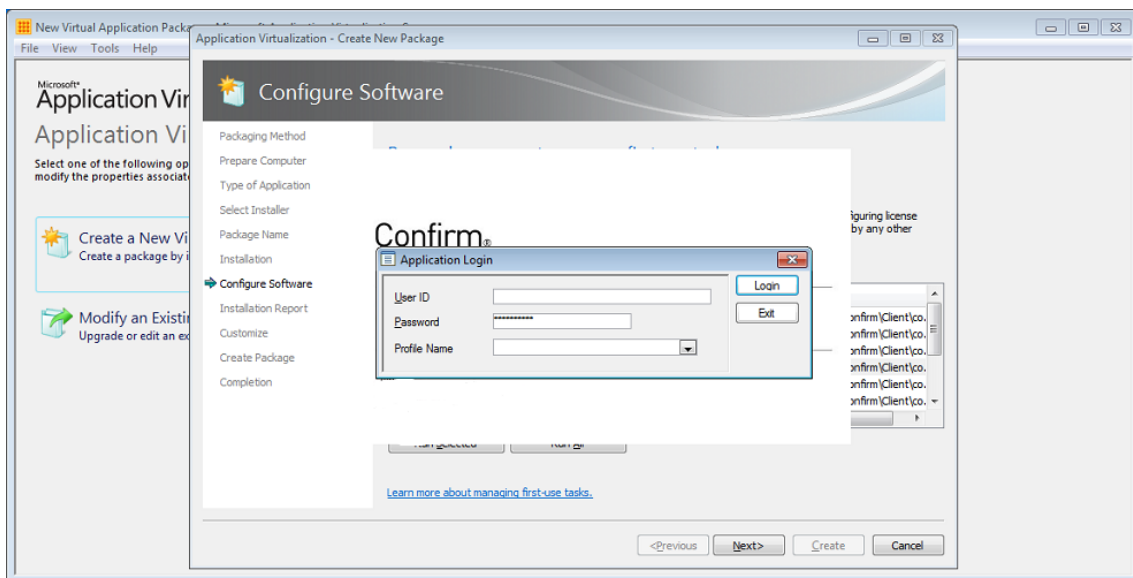 New Virtual Application Packa
Application Virtualization - Create New Package
File View Tools Help
Microsoft
Application Vir
Application Vi
Select one of the following op
modify the properties associat
Create a New Vi
Create a package by i
Modify an Existi
Upgrade or edit an ex
Configure Software
Packaging Method
Prepare Computer
Type of Application
Select Installer
Package Name
Installation
Configure Software
Installation Report
Customize
Create Package
Completion
figuring license
by any other
Confirm®
Application Login
User ID
Password
Profile Name
Login
Exit
onfirm\Client\co.
onfirm\Client\co.
onfirm\Client\co.
onfirm\Client\co.
onfirm\Client\co.
onfirm\Client\co.
Run Selected
Run All
Learn more about managing first-use tasks.
<Previous
Next>
Create
Cancel